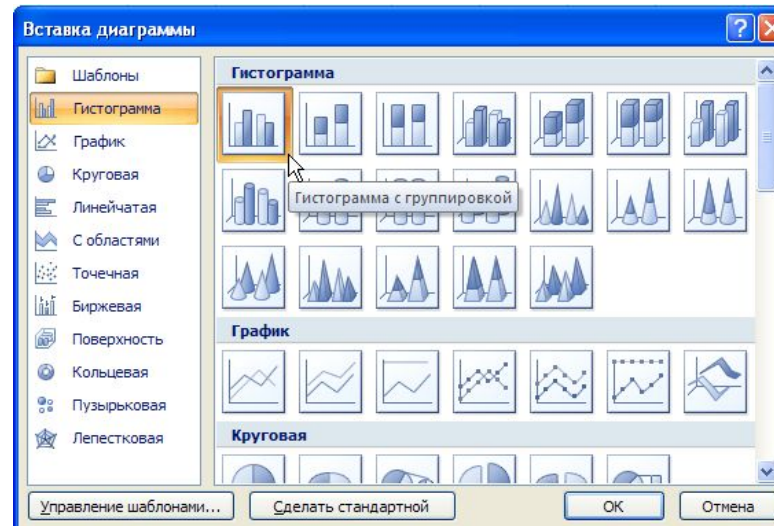 Вставка диаграммы
Шаблоны
Гистограмма
График
Круговая
Линейчатая
С областями
Точечная
Биржевая
Поверхность
Кольцевая
Пузырьковая
Лепестковая
Гистограмма
Гистограмма с группировкой
График
Круговая
Управление шаблонами...
Сделать стандартной
ОК
Отмена